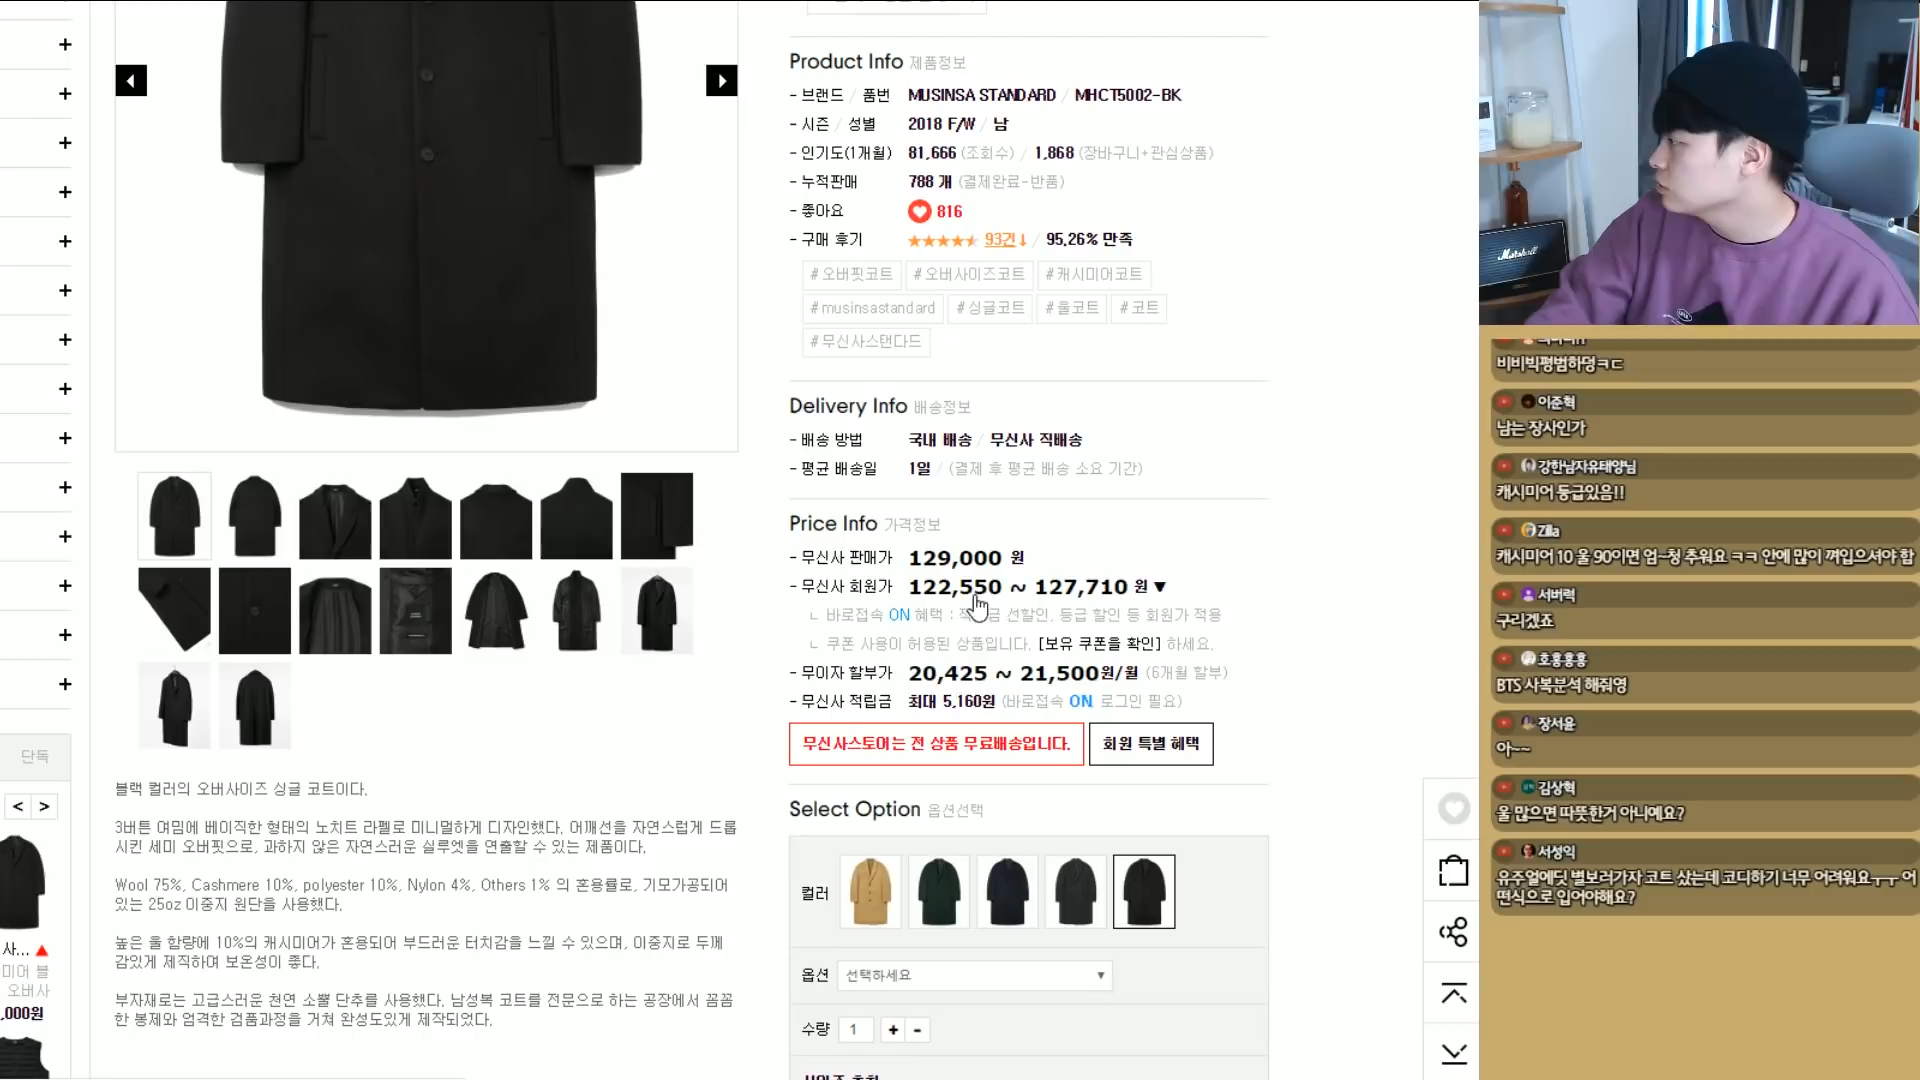 Product Info 제품정보
- 브랜드 / 품번 MUSINSA STANDARD / MHCT5002-BK
- 시즌 / 성별 2018 F/W / 남
- 인기도(1개월) 81,666 (조회수) / 1,868 (장바구니+관심상품)
- 누적판매 788 개 (결제완료-반품)
- 좋아요 816
- 구매 후기 ★★★★★ 93건↓ / 95.26% 만족
#오버핏코트 #오버사이즈코트 #캐시미어코트
#musinsastandard #싱글코트 #울코트 #코트
#무신사스탠다드
Delivery Info 배송정보
- 배송 방법 국내 배송 / 무신사 직배송
- 평균 배송일 1일 / (결제 후 평균 배송 소요 기간)
Price Info 가격정보
- 무신사 판매가 129,000 원
- 무신사 회원가 122,550 ~ 127,710 원 ▼
ㄴ 바로접속 ON 혜택 : 선할인, 등급 할인 등 회원가 적용
ㄴ 쿠폰 사용이 허용된 상품입니다. [보유 쿠폰을 확인] 하세요.
- 무이자 할부가 20,425 ~ 21,500원/월 (6개월 할부)
- 무신사 적립금 최대 5,160원 (바로접속 ON, 로그인 필요)
무신사스토어는 전 상품 무료배송입니다. 회원 특별 혜택
Select Option 옵션선택
컬러
옵션 선택하세요 ▼
수량 1 + -
블랙 컬러의 오버사이즈 싱글 코트이다.
3버튼 여밈에 베이직한 형태의 노치트 라펠로 미니멀하게 디자인했다. 어깨선을 자연스럽게 드롭
시킨 세미 오버핏으로, 과하지 않은 자연스러운 실루엣을 연출할 수 있는 제품이다.
Wool 75%, Cashmere 10%, polyester 10%, Nylon 4%, Others 1% 의 혼용률로, 기모가공되어
있는 25oz 이중지 원단을 사용했다.
높은 울 함량에 10%의 캐시미어가 혼용되어 부드러운 터치감을 느낄 수 있으며, 이중지로 두께
감있게 제작하여 보온성이 좋다.
부자재로는 고급스러운 천연 소뿔 단추를 사용했다. 남성복 코트를 전문으로 하는 공장에서 꼼꼼
한 봉제와 엄격한 검품과정을 거쳐 완성도있게 제작되었다.
단독
< >
사... ▲
미어 블
오버사
,000원
Marshall
비비빅평범하덩ㅋㄷ
이준혁
남는 장사인가
강한남자유태양님
캐시미어 등급있음!!
Zilla
캐시미어 10 울 90이면 엄~청 추워요 ㅋㅋ 안에 많이 껴입으셔야 함
서버력
구리겠죠
호홍홍홍
BTS 사복분석 해줘영
장서윤
아~~
김상혁
울 많으면 따뜻한거 아니예요?
서성익
유주얼에딧 별보러가자 코트 샀는데 코디하기 너무 어려워요ㅜㅜ 어
떤식으로 입어야해요?